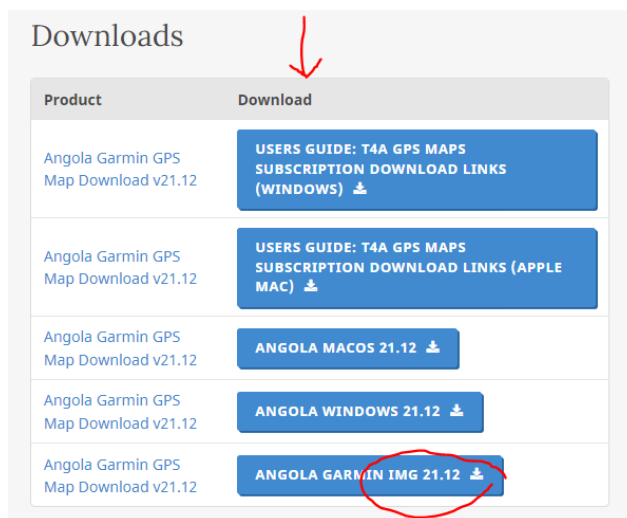 Downloads
Product Download
Angola Garmin GPS
Map Download v21.12
USERS GUIDE: T4A GPS MAPS
SUBSCRIPTION DOWNLOAD LINKS
(WINDOWS)
Angola Garmin GPS
Map Download v21.12
USERS GUIDE: T4A GPS MAPS
SUBSCRIPTION DOWNLOAD LINKS (APPLE
MAC)
Angola Garmin GPS
Map Download v21.12
ANGOLA MACOS 21.12
Angola Garmin GPS
Map Download v21.12
ANGOLA WINDOWS 21.12
Angola Garmin GPS
Map Download v21.12
ANGOLA GARMIN IMG 21.12